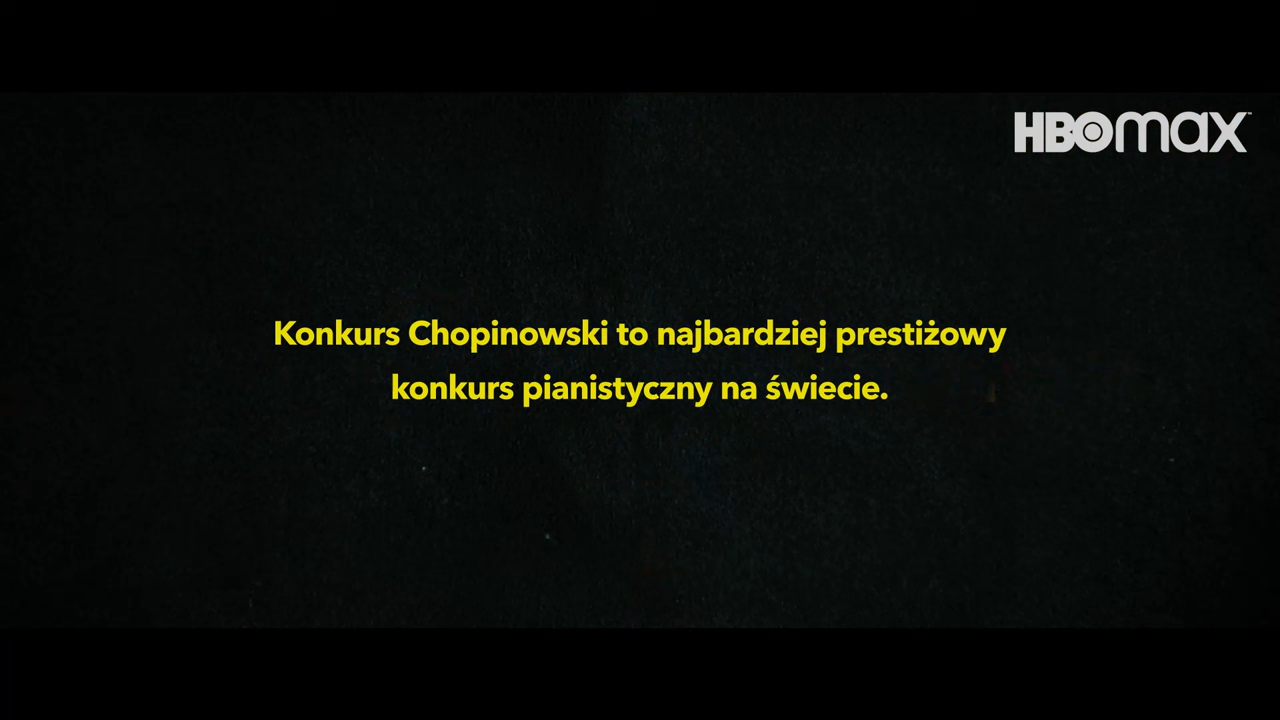 HBOmax
Konkurs Chopinowski to najbardziej prestiżowy
konkurs pianistyczny na świecie.